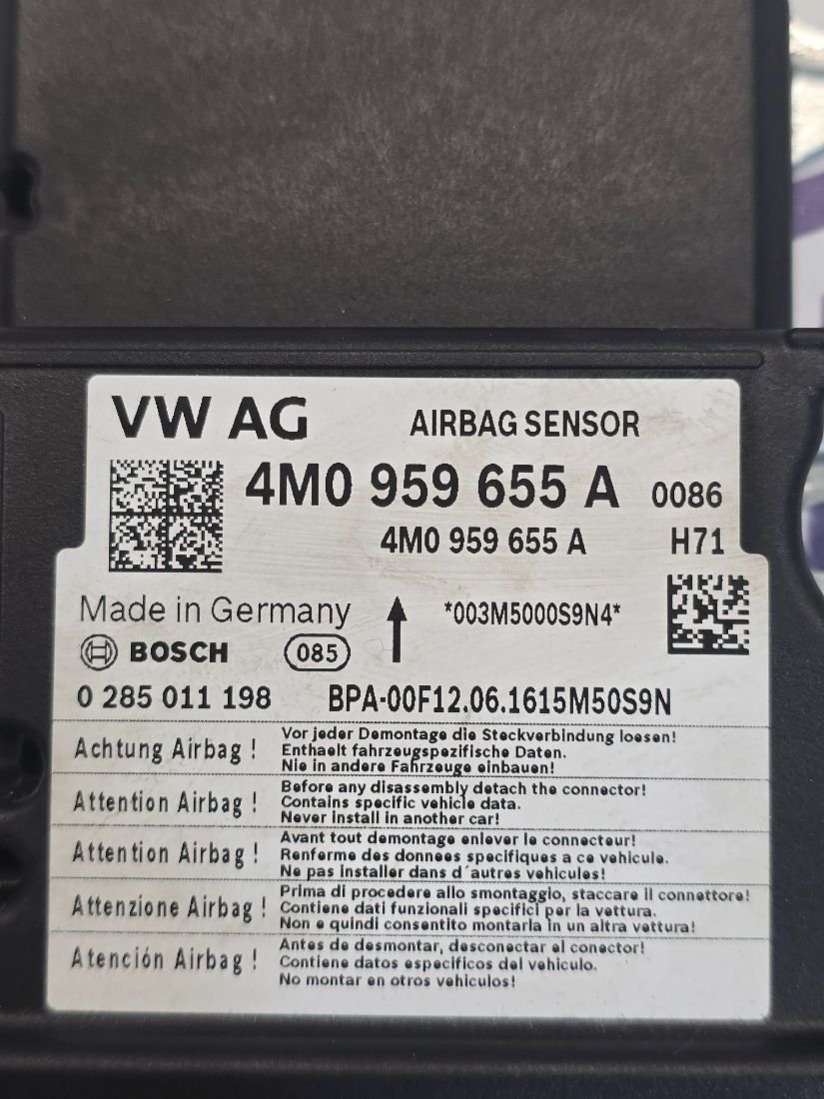 VW AG
AIRBAG SENSOR
4M0 959 655 A 0086
4M0 959 655 A H71
Made in Germany
*003M5000S9N4*
BOSCH 085
0 285 011 198 BPA-00F12.06.1615M50S9N
Achtung Airbag !
Vor jeder Demontage die Steckverbindung loesen!
Enthaelt fahrzeugspezifische Daten.
Nie in andere Fahrzeuge einbauen!
Attention Airbag !
Before any disassembly detach the connector!
Contains specific vehicle data.
Never install in another car!
Attention Airbag !
Avant tout demontage enlever le connecteur!
Renferme des donnees specifiques a ce vehicule.
Ne pas installer dans d´autres vehicules!
Attenzione Airbag !
Prima di procedere allo smontaggio, staccare il connettore!
Contiene dati funzionali specifici per la vettura.
Non e quindi consentito montarla in un altra vettura!
Atención Airbag !
Antes de desmontar, desconectar el conector!
Contiene datos especificos del vehiculo.
No montar en otros vehiculos!